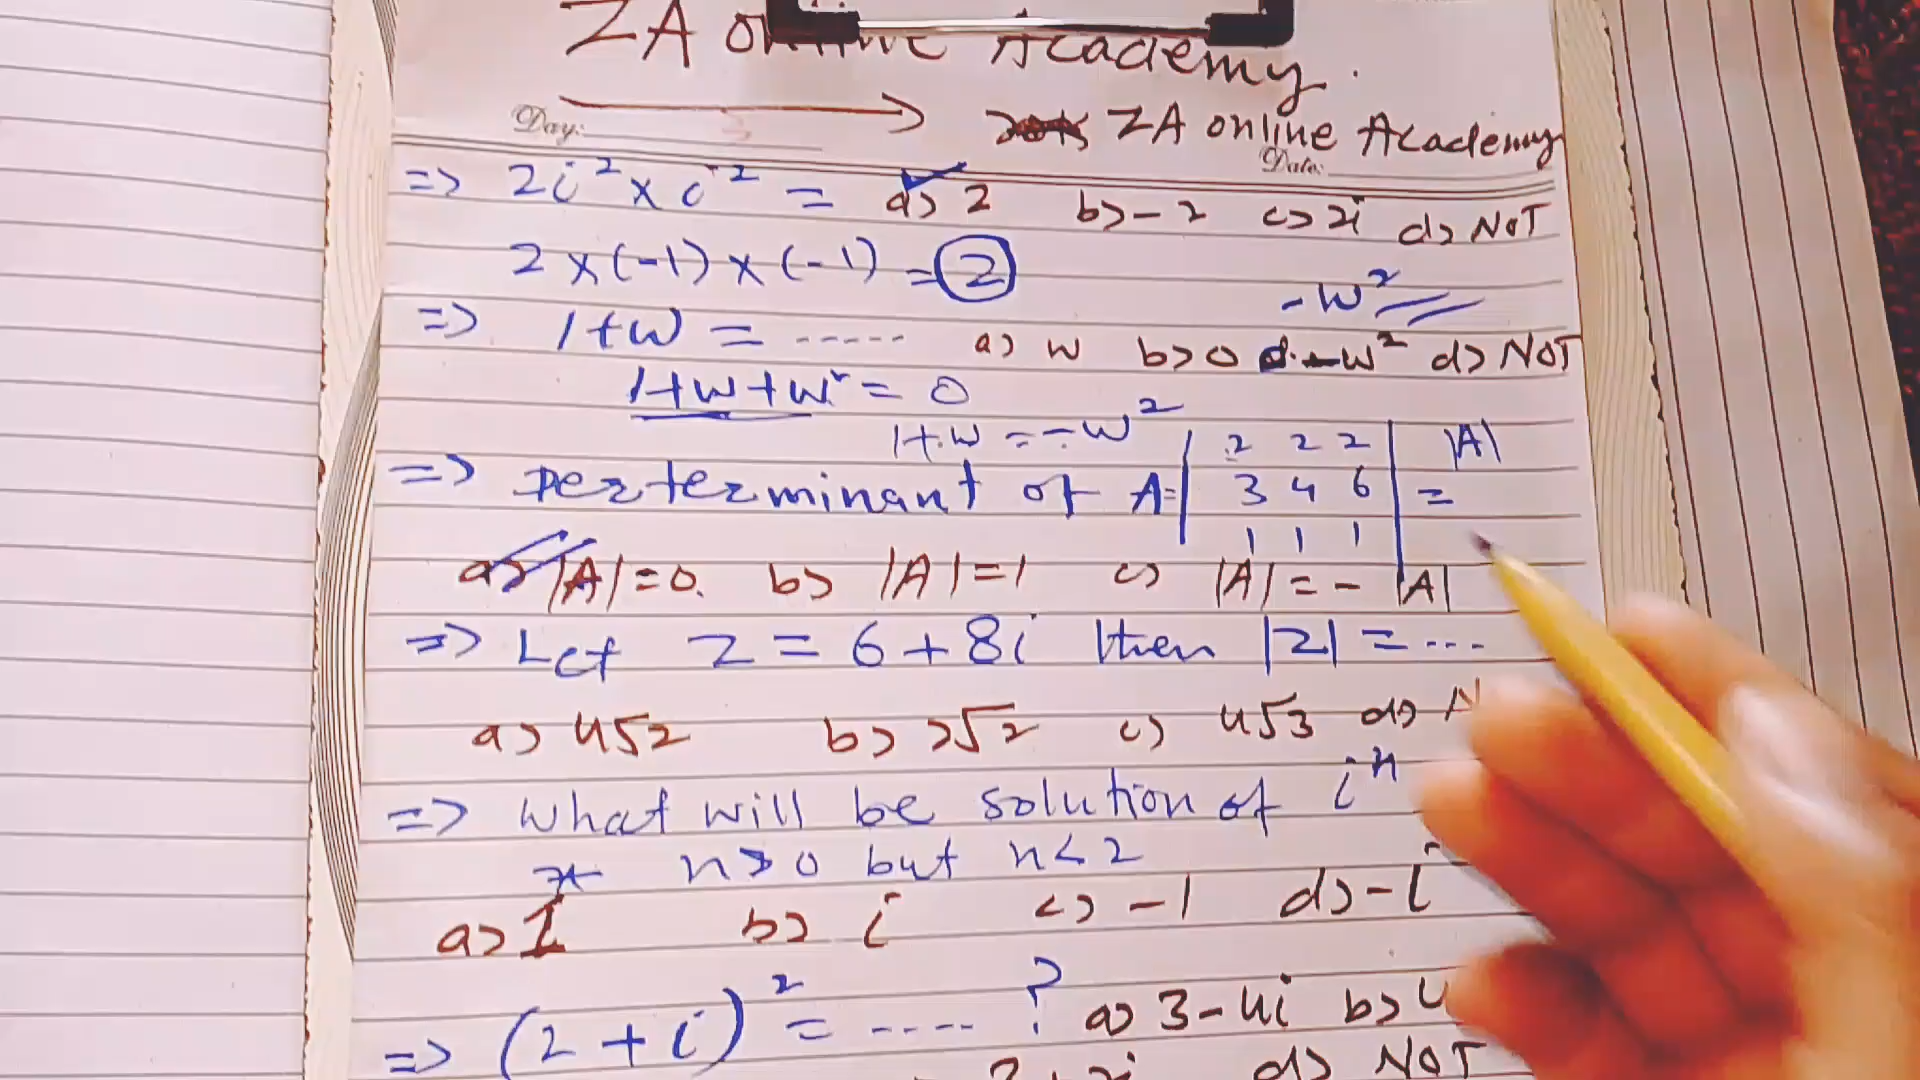 ZA online Academy.
Day:
ZA online Academy
Date:
=> 2i² × i² = a> 2 b> -2 c> 2i d> NOT
2 × (-1) × (-1) = 2
-w²
=> 1+w = ..... a) w b> 0 -w² d> NOT
1+w+w² = 0
1+w = -w²
2 2 2 |A|
=> Determinant of A= 3 4 6 =
1 1 1
a> |A| = 0. b> |A| = 1 c> |A| = - |A|
=> Let z = 6+8i then |z| = ...
a> 4√2 b> 2√2 c> 4√3 d>
=> What will be solution of iⁿ
n>0 but n<2
a> 1 b> i c> -1 d> -i
=> (2+i)² = ..... ? a> 3-4i b>
d> NOT